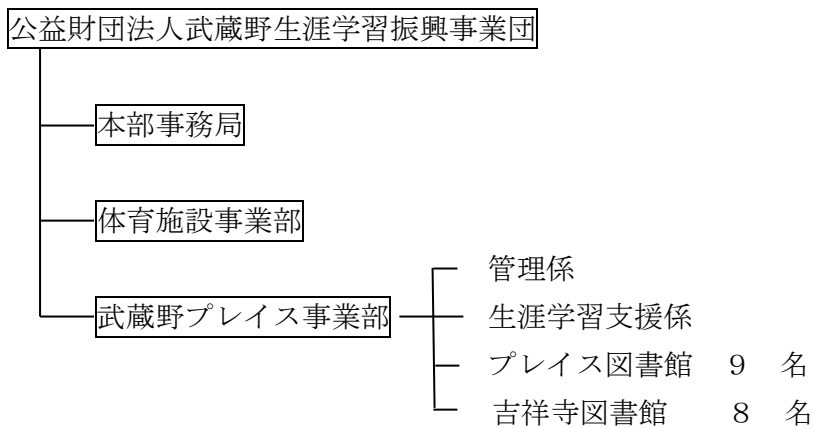 公益財団法人武蔵野生涯学習振興事業団
本部事務局
体育施設事業部
管理係
武蔵野プレイス事業部
生涯学習支援係
プレイス図書館　９　名
吉祥寺図書館　８　名